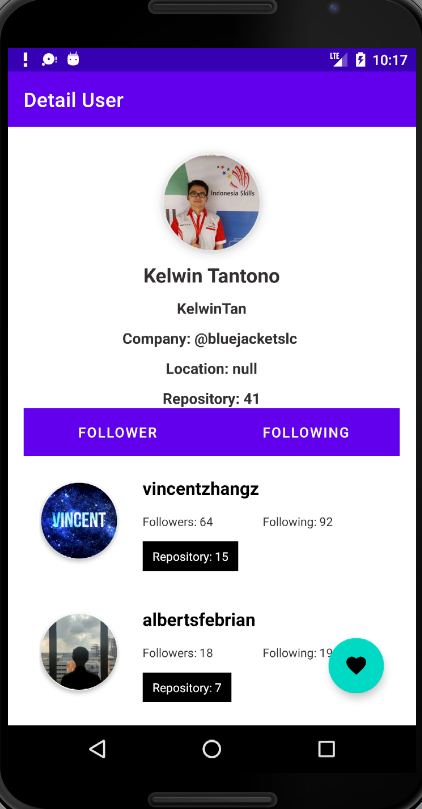 LTE 10:17
Detail User
Indonesia Skills
Kelwin Tantono
KelwinTan
Company: @bluejacketslc
Location: null
Repository: 41
FOLLOWER FOLLOWING
VINCENT
vincentzhangz
Followers: 64 Following: 92
Repository: 15
albertsfebrian
Followers: 18 Following: 19
Repository: 7